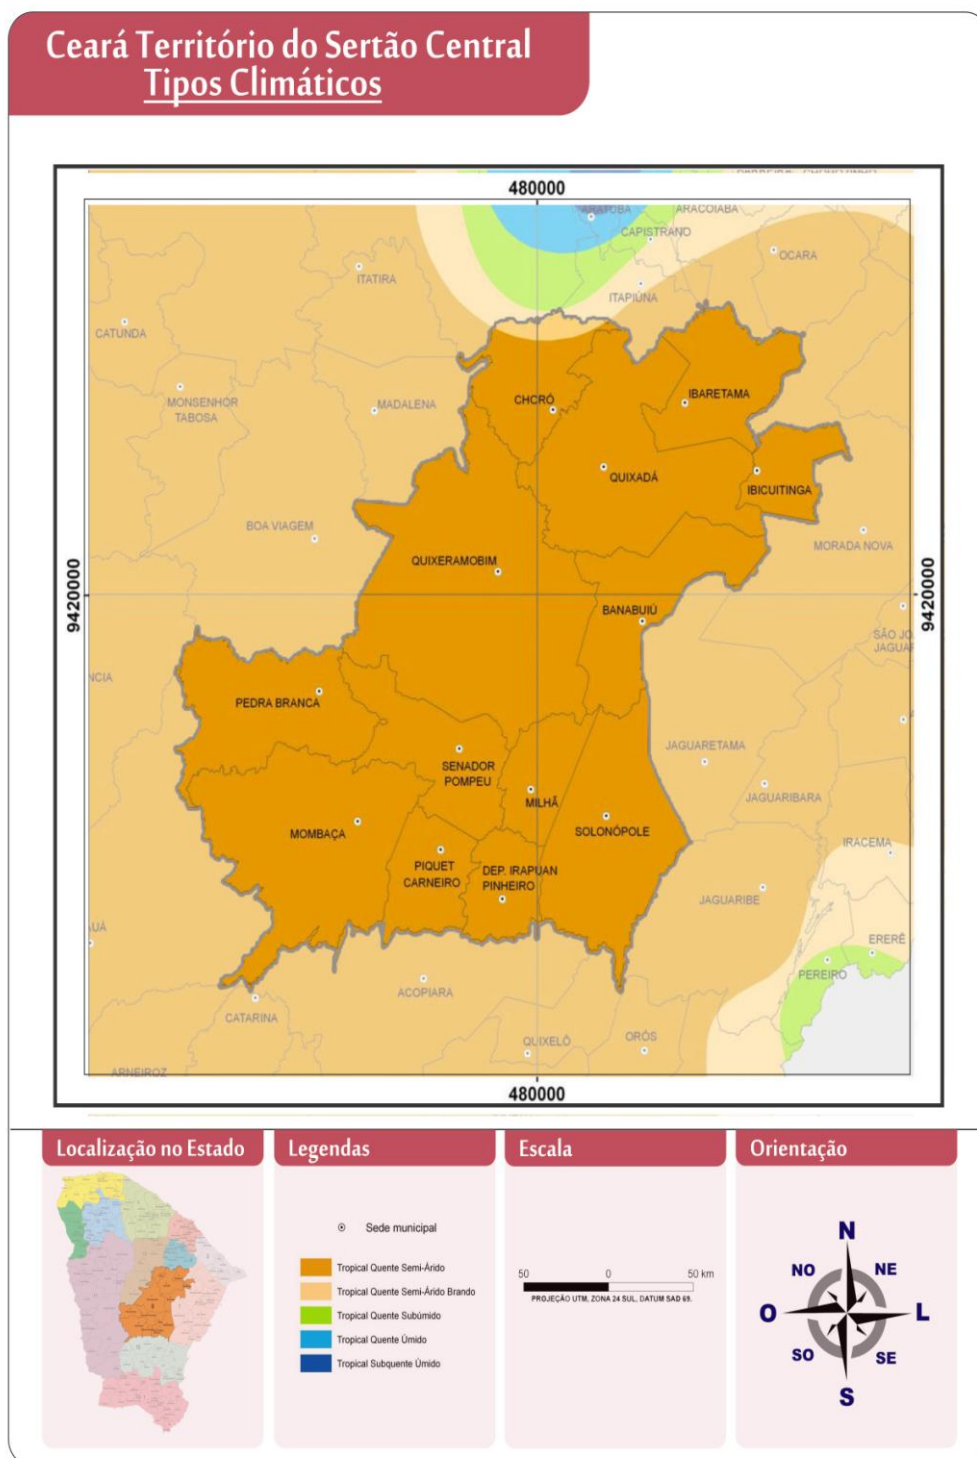 Ceará Território do Sertão Central
Tipos Climáticos
480000
ARATUBA
ARACOIABA
CAPISTRANO
OCARA
ITATIRA
ITAPIÚNA
CATUNDA
IBARETAMA
MONSENHOR
TABOSA
MADALENA
CHORÓ
QUIXADÁ
IBICUITINGA
BOA VIAGEM
MORADA NOVA
QUIXERAMOBIM
9420000
9420000
BANABUIÚ
SÃO JO
JAGUAR
NCIA
PEDRA BRANCA
JAGUARETAMA
SENADOR
POMPEU
MILHÃ
JAGUARIBARA
MOMBAÇA
SOLONÓPOLE
IRACEMA
PIQUET
CARNEIRO
DEP. IRAPUAN
PINHEIRO
JAGUARIBE
UÁ
ERERÊ
PEREIRO
ACOPIARA
CATARINA
QUIXELÔ
ORÓS
ARNEIROZ
480000
Localização no Estado
Legendas
Sede municipal
Tropical Quente Semi-Árido
Tropical Quente Semi-Árido Brando
Tropical Quente Subúmido
Tropical Quente Úmido
Tropical Subquente Úmido
Escala
50 0 50 km
PROJEÇÃO UTM, ZONA 24 SUL, DATUM SAD 69.
Orientação
N
NO NE
O L
SO SE
S